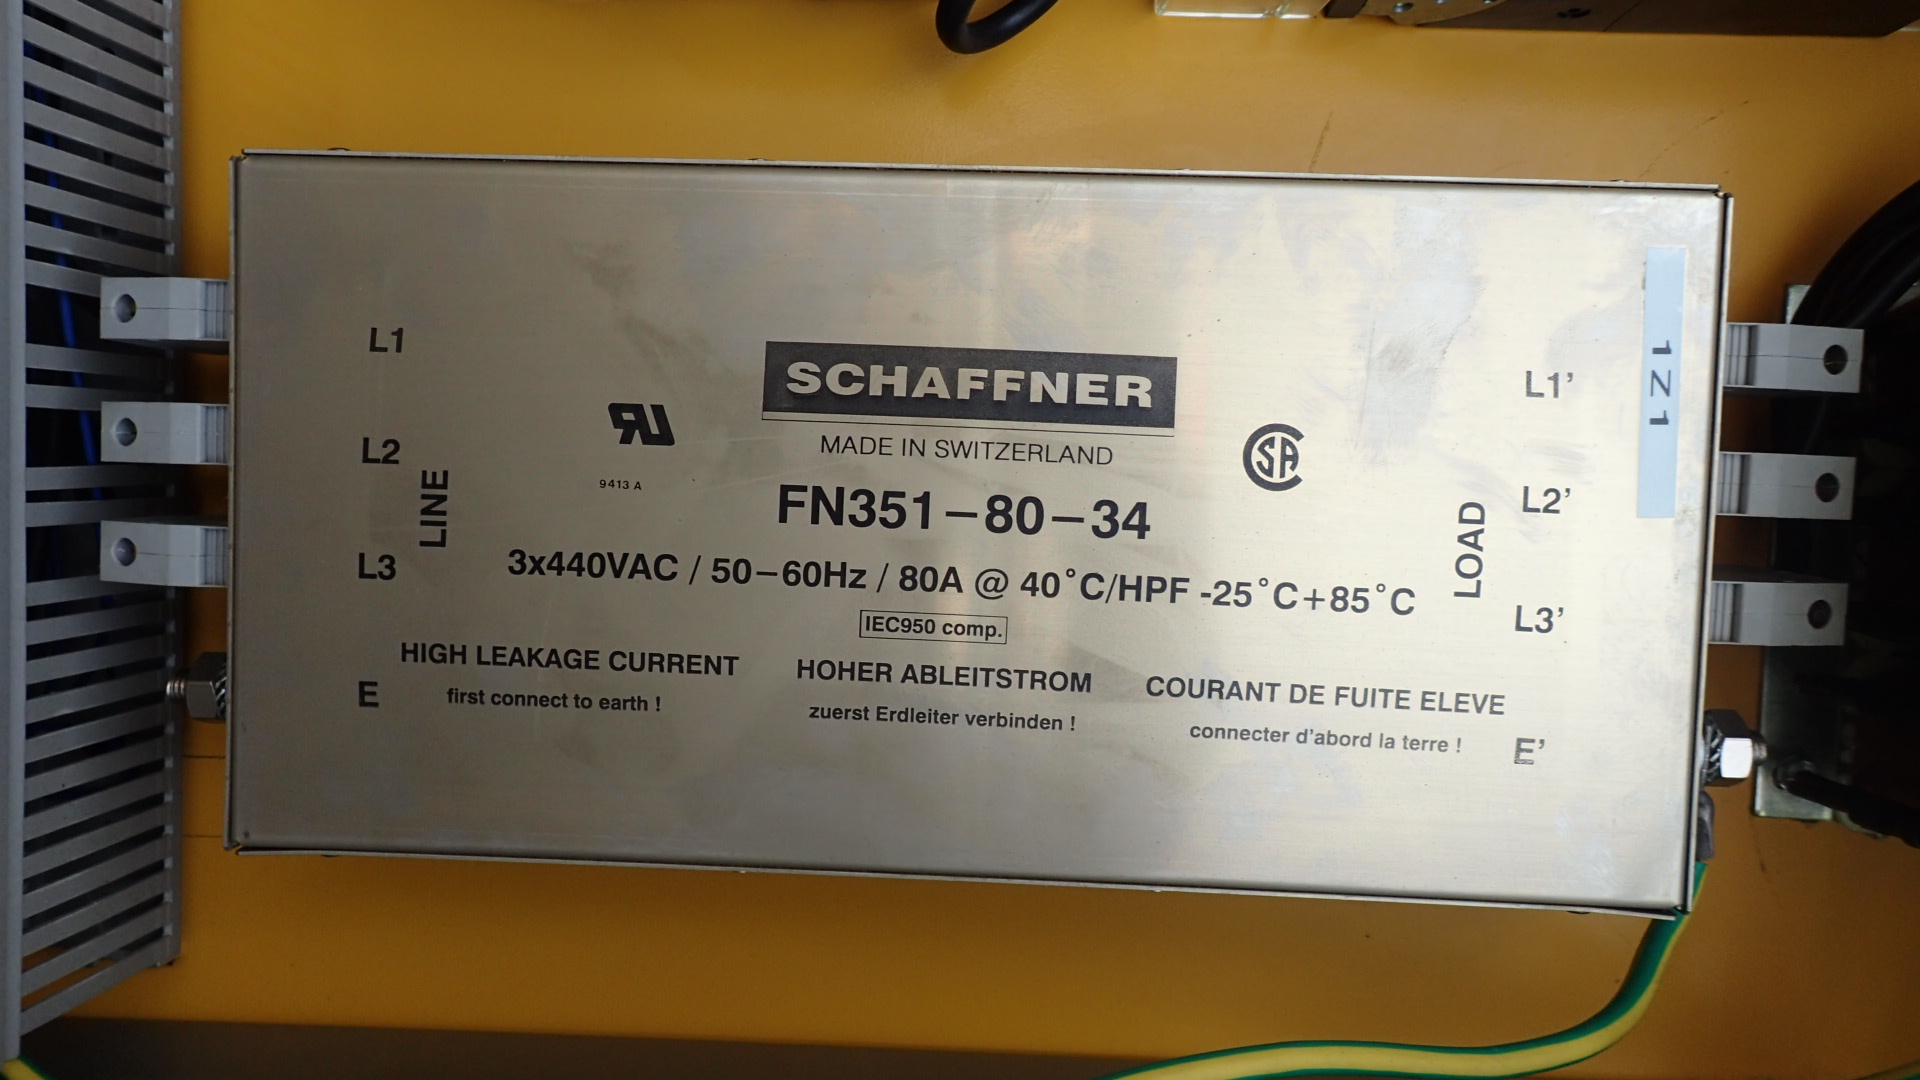 SCHAFFNER
MADE IN SWITZERLAND
FN351-80-34
3x440VAC / 50-60Hz / 80A @ 40°C/HPF -25°C+85°C
IEC950 comp.
L1
L2
L3
E
LINE
RU
9413 A
CSA
L1'
L2'
L3'
E'
LOAD
1Z1
HIGH LEAKAGE CURRENT
first connect to earth !
HOHER ABLEITSTROM
zuerst Erdleiter verbinden !
COURANT DE FUITE ELEVE
connecter d'abord la terre !